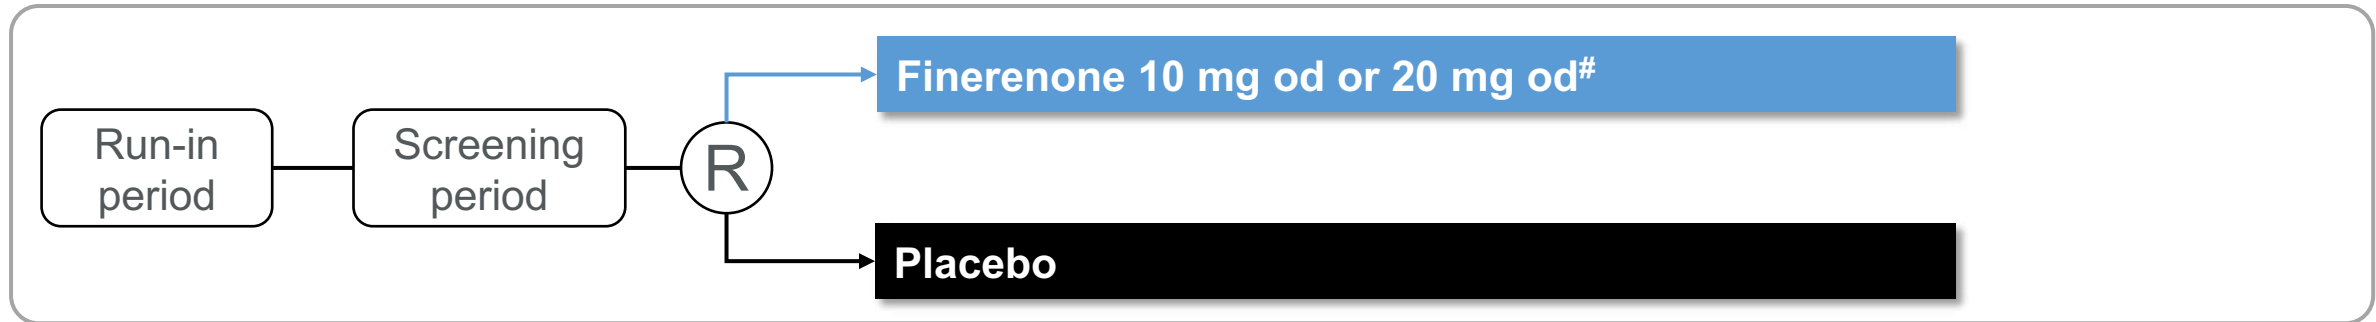 Run-in
period
Screening
period
R
Finerenone 10 mg od or 20 mg od#
Placebo